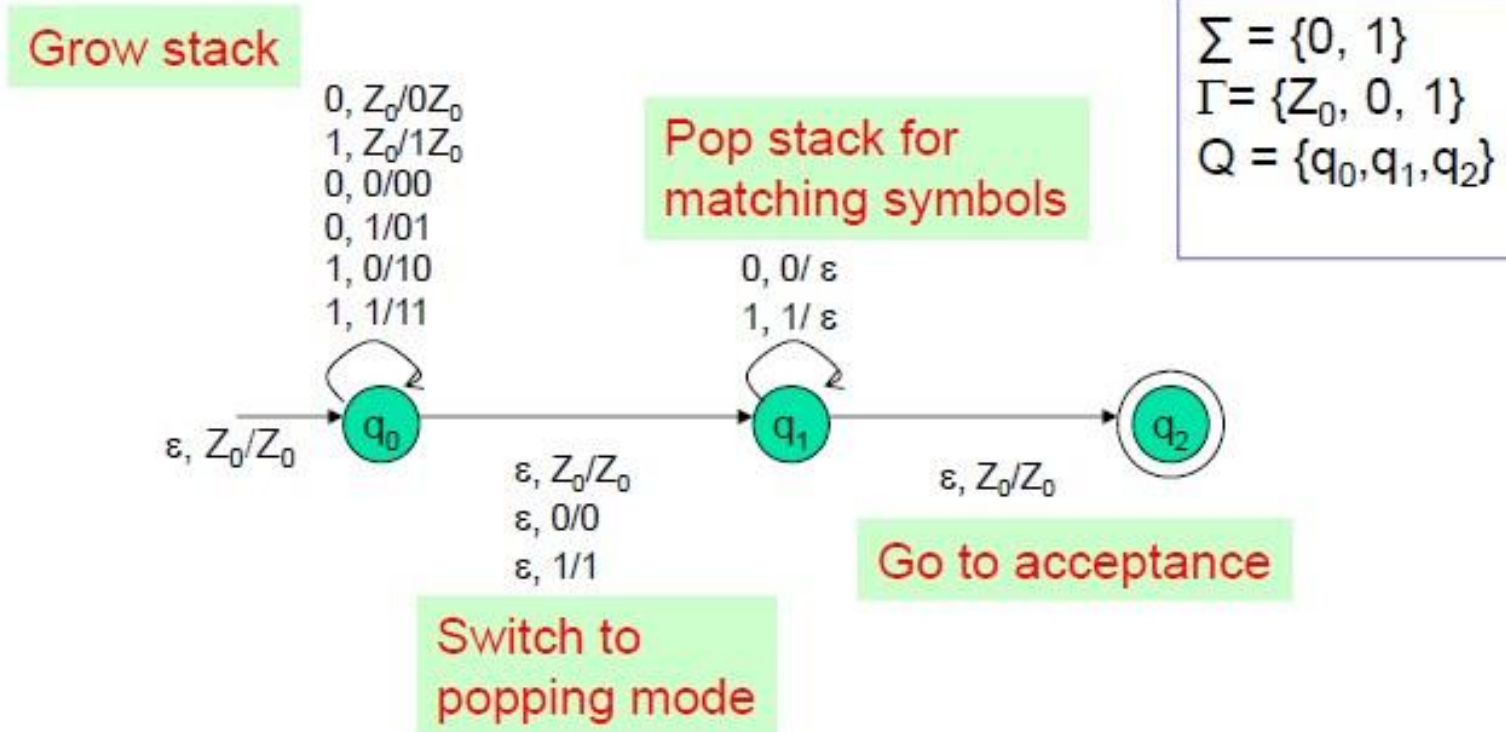 Grow stack
0, Z₀/0Z₀
1, Z₀/1Z₀
0, 0/00
0, 1/01
1, 0/10
1, 1/11
Pop stack for
matching symbols
0, 0/ ε
1, 1/ ε
∑ = {0, 1}
Γ= {Z₀, 0, 1}
Q = {q₀,q₁,q₂}
q₀
q₁
q₂
ε, Z₀/Z₀
ε, Z₀/Z₀
ε, 0/0
ε, 1/1
ε, Z₀/Z₀
Switch to
popping mode
Go to acceptance